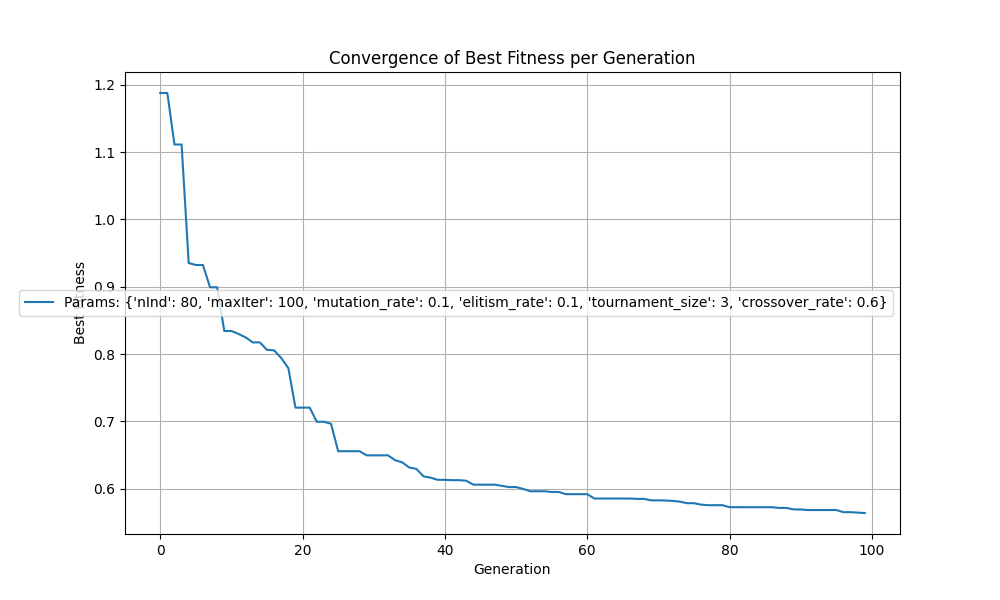 Convergence of Best Fitness per Generation
1.2
1.1
1.0
0.9
0.8
0.7
0.6
Best Fitness
Params: {'nInd': 80, 'maxIter': 100, 'mutation_rate': 0.1, 'elitism_rate': 0.1, 'tournament_size': 3, 'crossover_rate': 0.6}
0 20 40 60 80 100
Generation